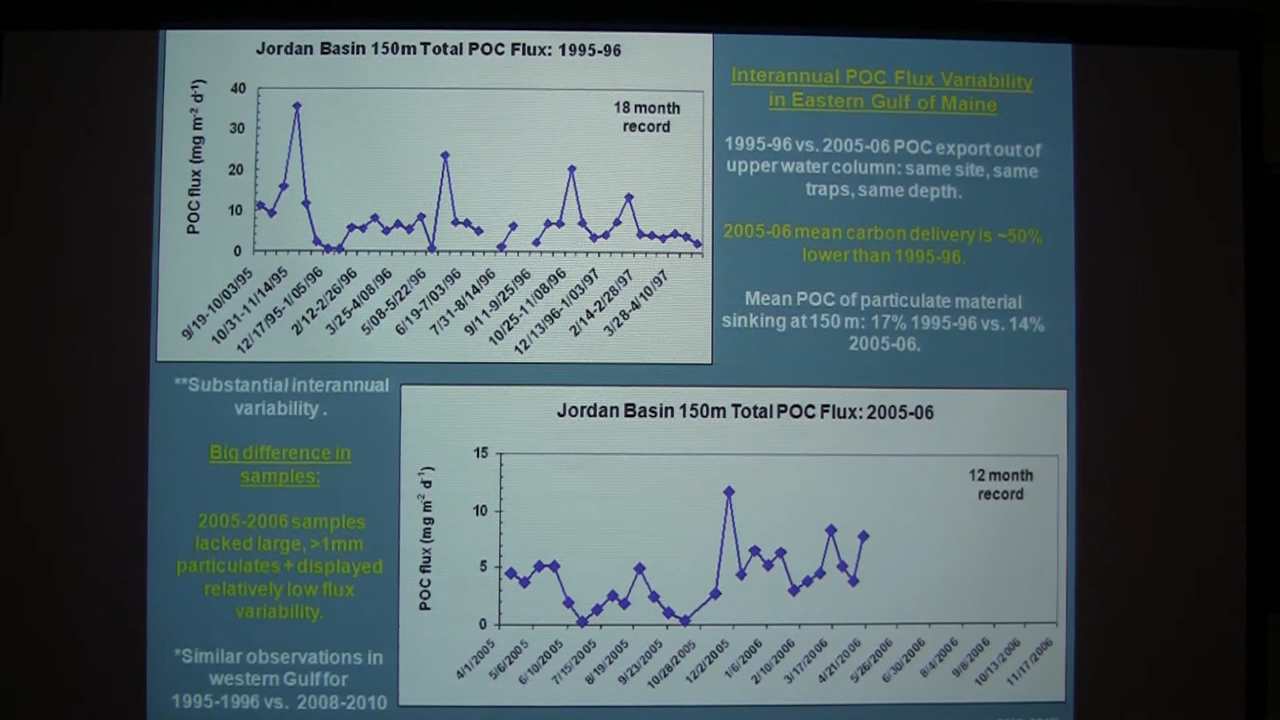 Jordan Basin 150m Total POC Flux: 1995-96
POC flux (mg m-2 d-1)
40
30
20
10
0
18 month
record
9/19-10/03/95
10/31-11/14/95
12/17/95-1/05/96
2/12-2/26/96
3/25-4/08/96
5/08-5/22/96
6/19-7/03/96
7/31-8/14/96
9/11-9/25/96
10/25-11/08/96
12/13/96-1/03/97
2/14-2/28/97
3/28-4/10/97
Interannual POC Flux Variability
in Eastern Gulf of Maine
1995-96 vs. 2005-06 POC export out of
upper water column: same site, same
traps, same depth.
2005-06 mean carbon delivery is ~50%
lower than 1995-96.
Mean POC of particulate material
sinking at 150 m: 17% 1995-96 vs. 14%
2005-06.
**Substantial interannual
variability .
Big difference in
samples:
2005-2006 samples
lacked large, >1mm
particulates + displayed
relatively low flux
variability.
*Similar observations in
western Gulf for
1995-1996 vs. 2008-2010
Jordan Basin 150m Total POC Flux: 2005-06
POC flux (mg m-2 d-1)
15
10
5
0
12 month
record
4/1/2005
5/6/2005
6/10/2005
7/15/2005
8/19/2005
9/23/2005
10/28/2005
12/2/2005
1/6/2006
2/10/2006
3/17/2006
4/21/2006
5/26/2006
6/30/2006
8/4/2006
9/8/2006
10/13/2006
11/17/2006